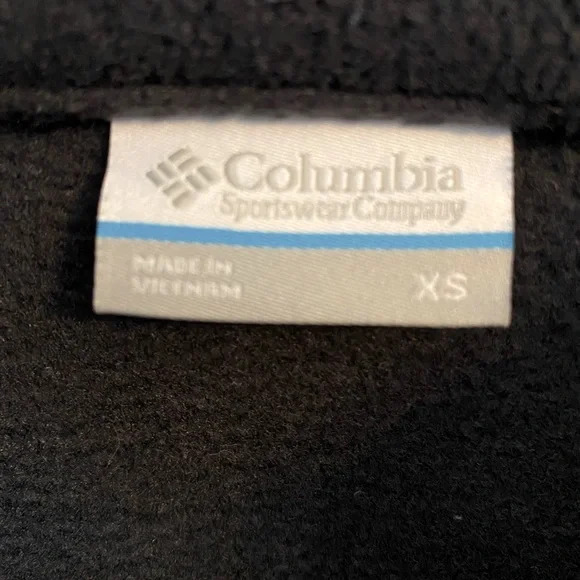 Columbia
Sportswear Company
MADE IN
VIETNAM
XS